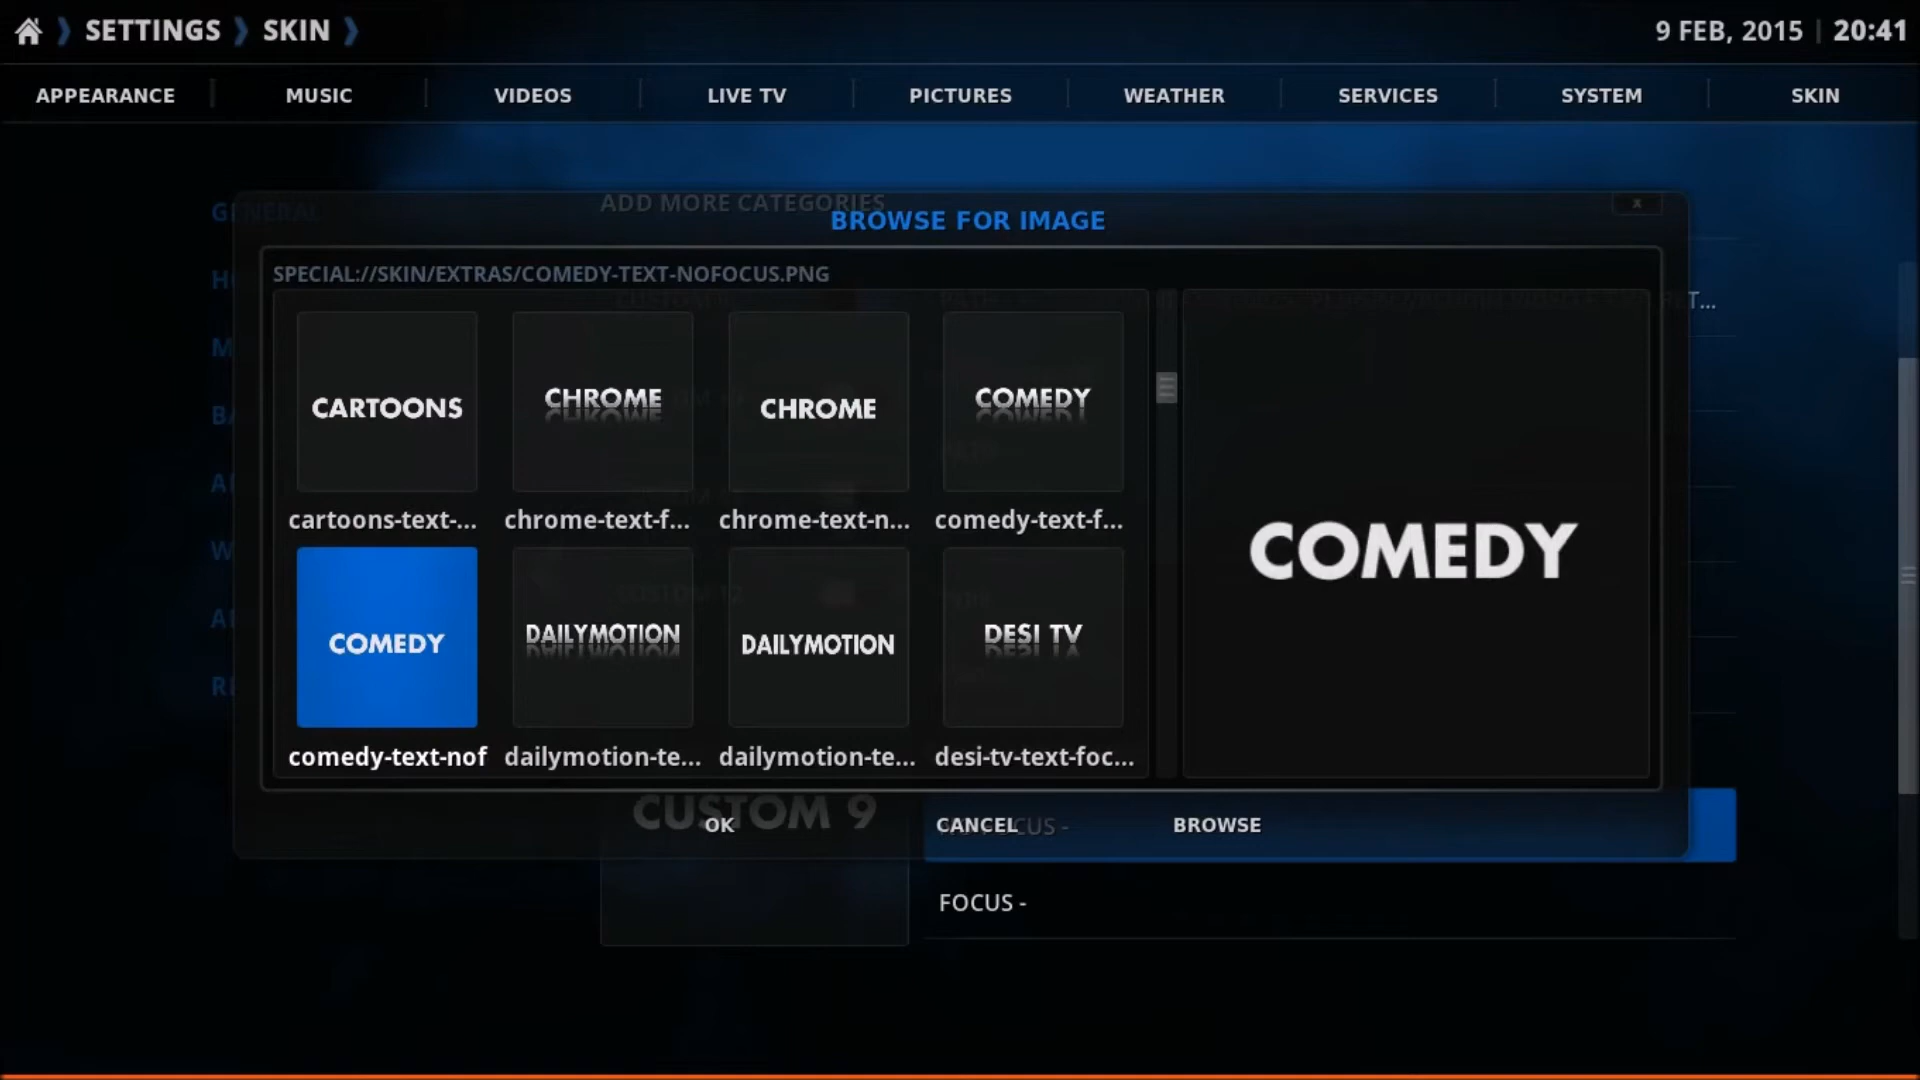 SETTINGS SKIN
9 FEB, 2015 | 20:41
APPEARANCE MUSIC VIDEOS LIVE TV PICTURES WEATHER SERVICES SYSTEM SKIN
GENERAL
ADD MORE CATEGORIES
X
BROWSE FOR IMAGE
SPECIAL://SKIN/EXTRAS/COMEDY-TEXT-NOFOCUS.PNG
CARTOONS CHROME CHROME COMEDY
cartoons-text-... chrome-text-f... chrome-text-n... comedy-text-f...
COMEDY DAILYMOTION DAILYMOTION DESI TV
comedy-text-nof dailymotion-te... dailymotion-te... desi-tv-text-foc...
COMEDY
CUSTOM 9
OK CANCEL BROWSE
FOCUS -